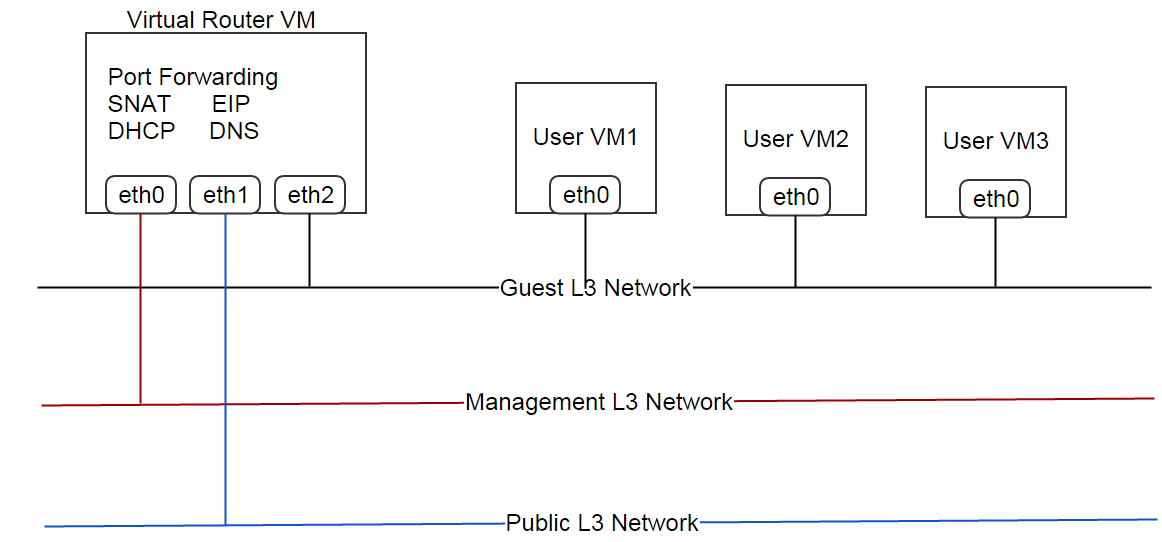 Virtual Router VM
Port Forwarding
SNAT EIP
DHCP DNS
eth0 eth1 eth2
User VM1
eth0
User VM2
eth0
User VM3
eth0
Guest L3 Network
Management L3 Network
Public L3 Network